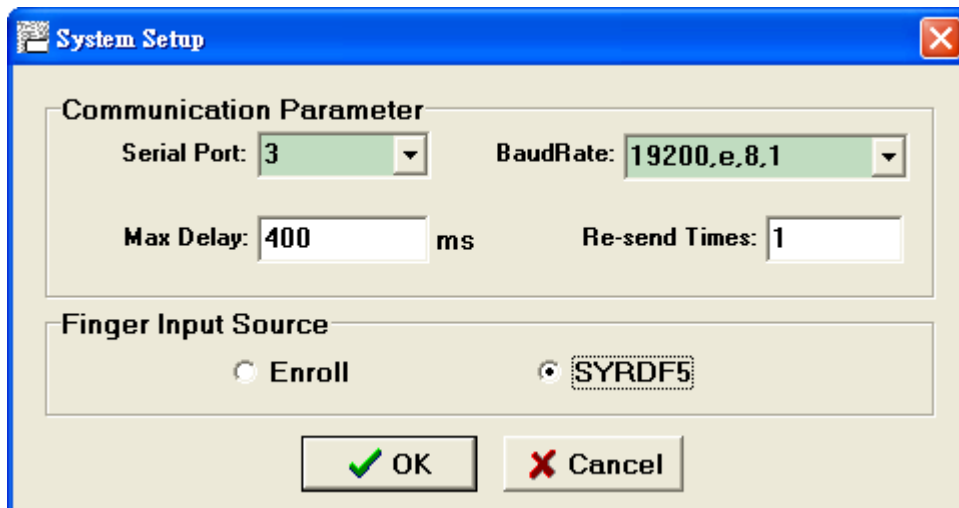 System Setup
Communication Parameter
Serial Port: 3 BaudRate: 19200,e,8,1
Max Delay: 400 ms Re-send Times: 1
Finger Input Source
Enroll SYRDF5
OK Cancel